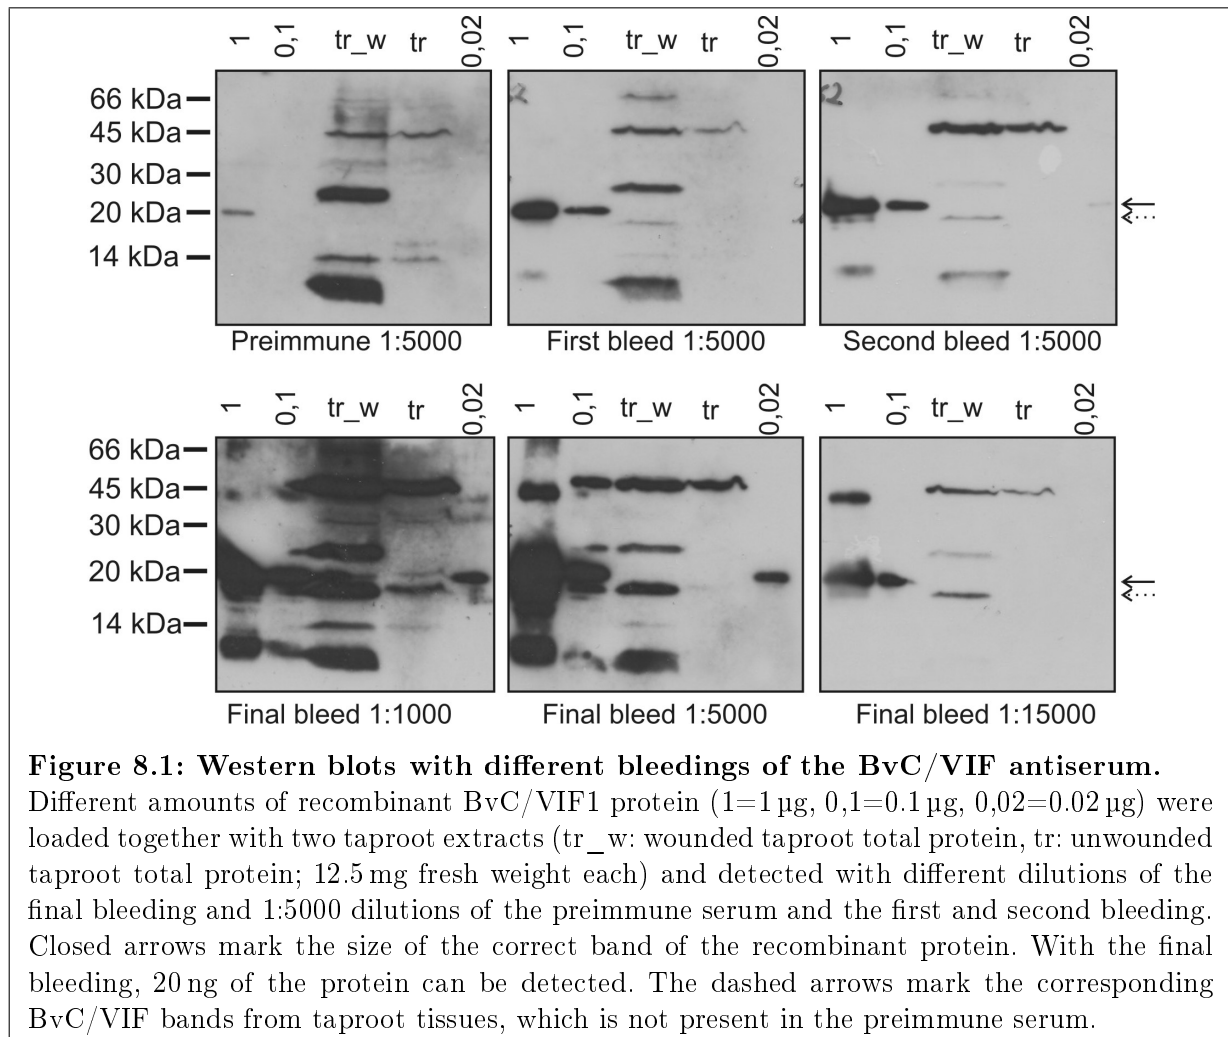 1 0,1 tr_w tr 0,02 1 0,1 tr_w tr 0,02 1 0,1 tr_w tr 0,02
66 kDa
45 kDa
30 kDa
20 kDa
14 kDa
Preimmune 1:5000 First bleed 1:5000 Second bleed 1:5000
1 0,1 tr_w tr 0,02 1 0,1 tr_w tr 0,02 1 0,1 tr_w tr 0,02
66 kDa
45 kDa
30 kDa
20 kDa
14 kDa
Final bleed 1:1000 Final bleed 1:5000 Final bleed 1:15000
Figure 8.1: Western blots with different bleedings of the BvC/VIF antiserum.
Different amounts of recombinant BvC/VIF1 protein (1=1 µg, 0,1=0.1 µg, 0,02=0.02 µg) were
loaded together with two taproot extracts (tr_w: wounded taproot total protein, tr: unwounded
taproot total protein; 12.5 mg fresh weight each) and detected with different dilutions of the
final bleeding and 1:5000 dilutions of the preimmune serum and the first and second bleeding.
Closed arrows mark the size of the correct band of the recombinant protein. With the final
bleeding, 20 ng of the protein can be detected. The dashed arrows mark the corresponding
BvC/VIF bands from taproot tissues, which is not present in the preimmune serum.